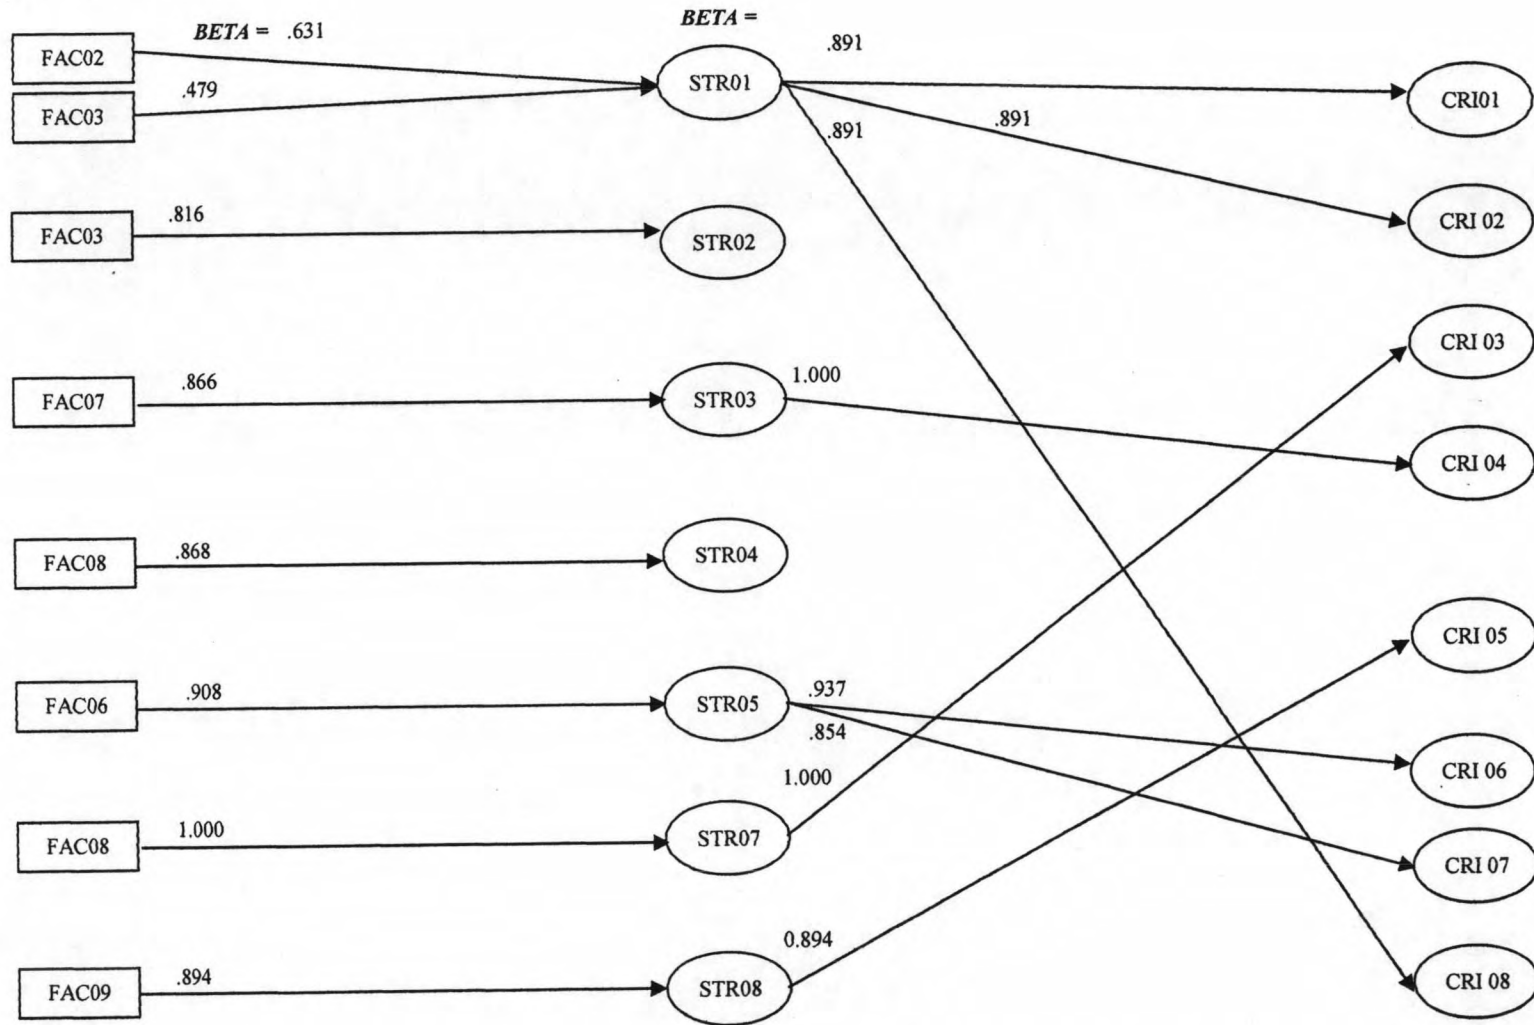 BETA = .631
BETA =
FAC02
STR01
.891
CRI01
.479
FAC03
.891
.891
FAC03
.816
STR02
CRI 02
CRI 03
FAC07
.866
STR03
1.000
CRI 04
FAC08
.868
STR04
CRI 05
FAC06
.908
STR05
.937
.854
CRI 06
FAC08
1.000
STR07
1.000
CRI 07
FAC09
.894
STR08
0.894
CRI 08